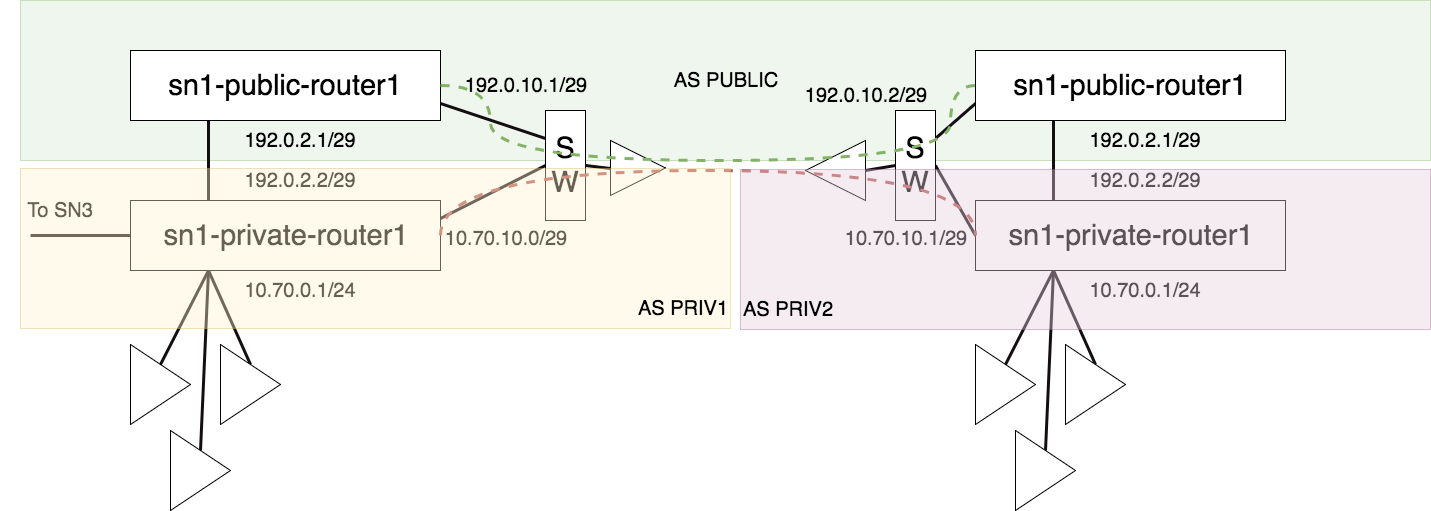 sn1-public-router1
192.0.10.1/29
AS PUBLIC
192.0.10.2/29
sn1-public-router1
192.0.2.1/29
S
W
S
W
192.0.2.1/29
192.0.2.2/29
192.0.2.2/29
To SN3
sn1-private-router1
10.70.10.0/29
10.70.10.1/29
sn1-private-router1
10.70.0.1/24
10.70.0.1/24
AS PRIV1
AS PRIV2